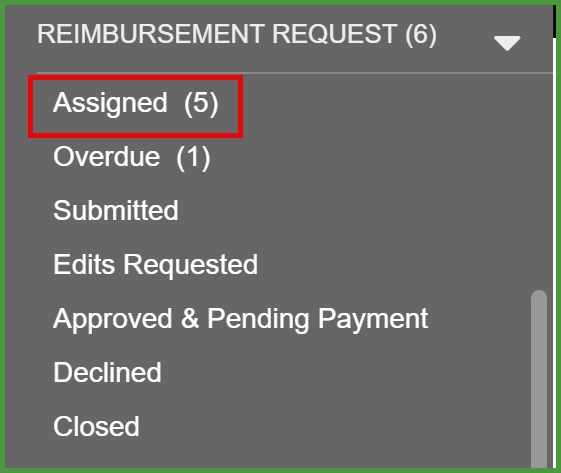 REIMBURSEMENT REQUEST (6)
Assigned (5)
Overdue (1)
Submitted
Edits Requested
Approved & Pending Payment
Declined
Closed